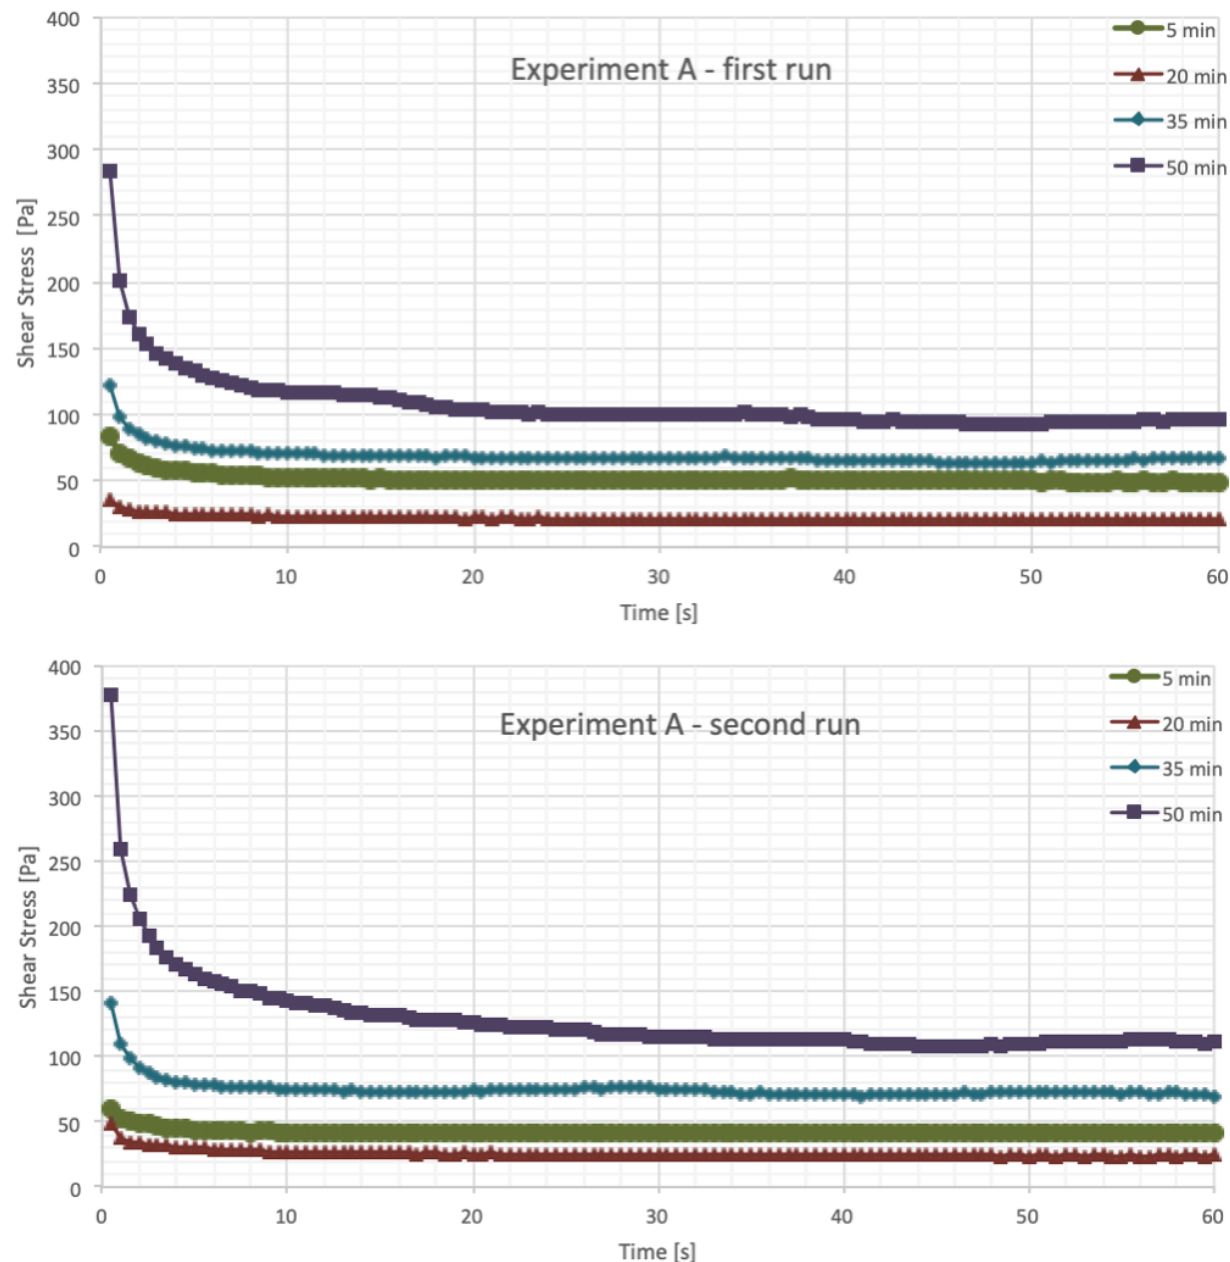 400
5 min
Experiment A - first run
350
20 min
300
35 min
50 min
250
200
150
100
50
0
Shear Stress [Pa]
0 10 20 30 40 50 60
Time [s]
400
5 min
Experiment A - second run
350
20 min
300
35 min
50 min
250
200
150
100
50
0
Shear Stress [Pa]
0 10 20 30 40 50 60
Time [s]